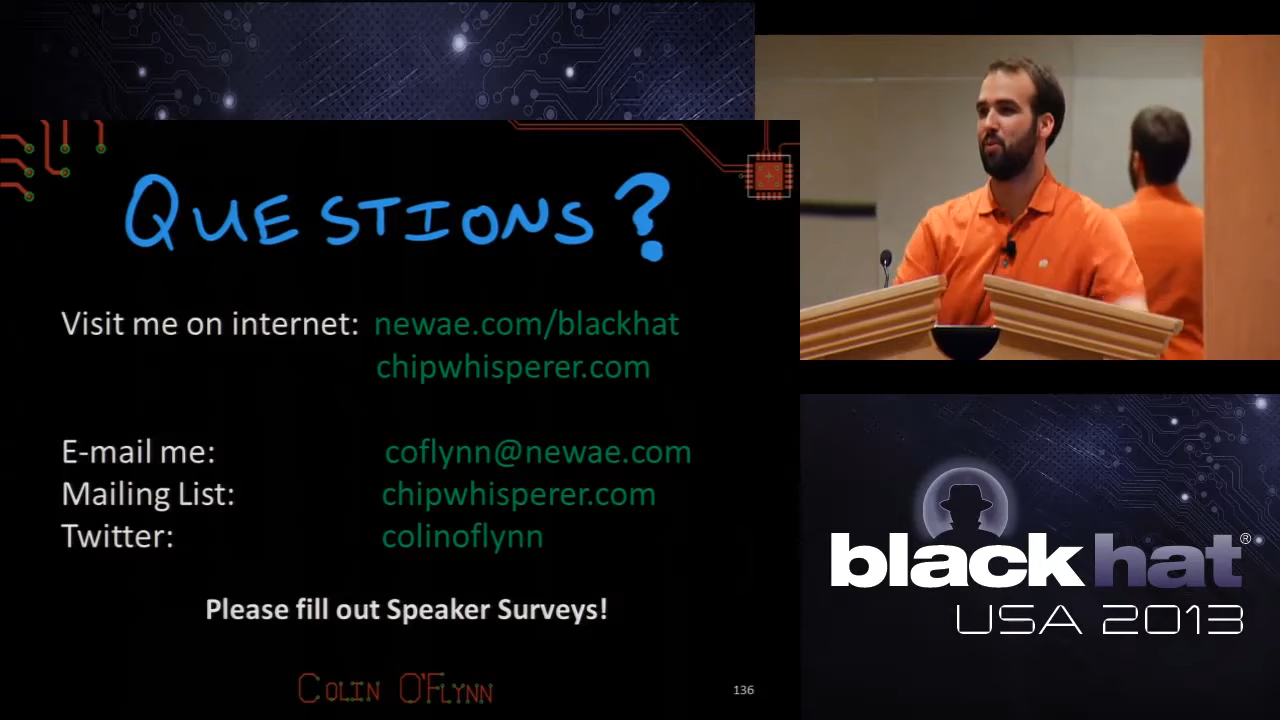 QUESTIONS?
Visit me on internet: newae.com/blackhat
chipwhisperer.com
E-mail me: coflynn@newae.com
Mailing List: chipwhisperer.com
Twitter: colinoflynn
Please fill out Speaker Surveys!
COLIN O'FLYNN
136
black hat®
USA 2013